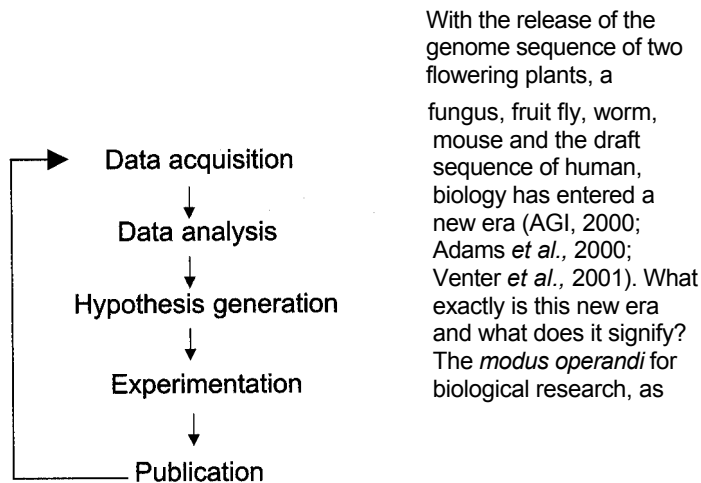 With the release of the
genome sequence of two
flowering plants, a
fungus, fruit fly, worm,
mouse and the draft
sequence of human,
biology has entered a
new era (AGI, 2000;
Adams et al., 2000;
Venter et al., 2001). What
exactly is this new era
and what does it signify?
The modus operandi for
biological research, as
Data acquisition
Data analysis
Hypothesis generation
Experimentation
Publication